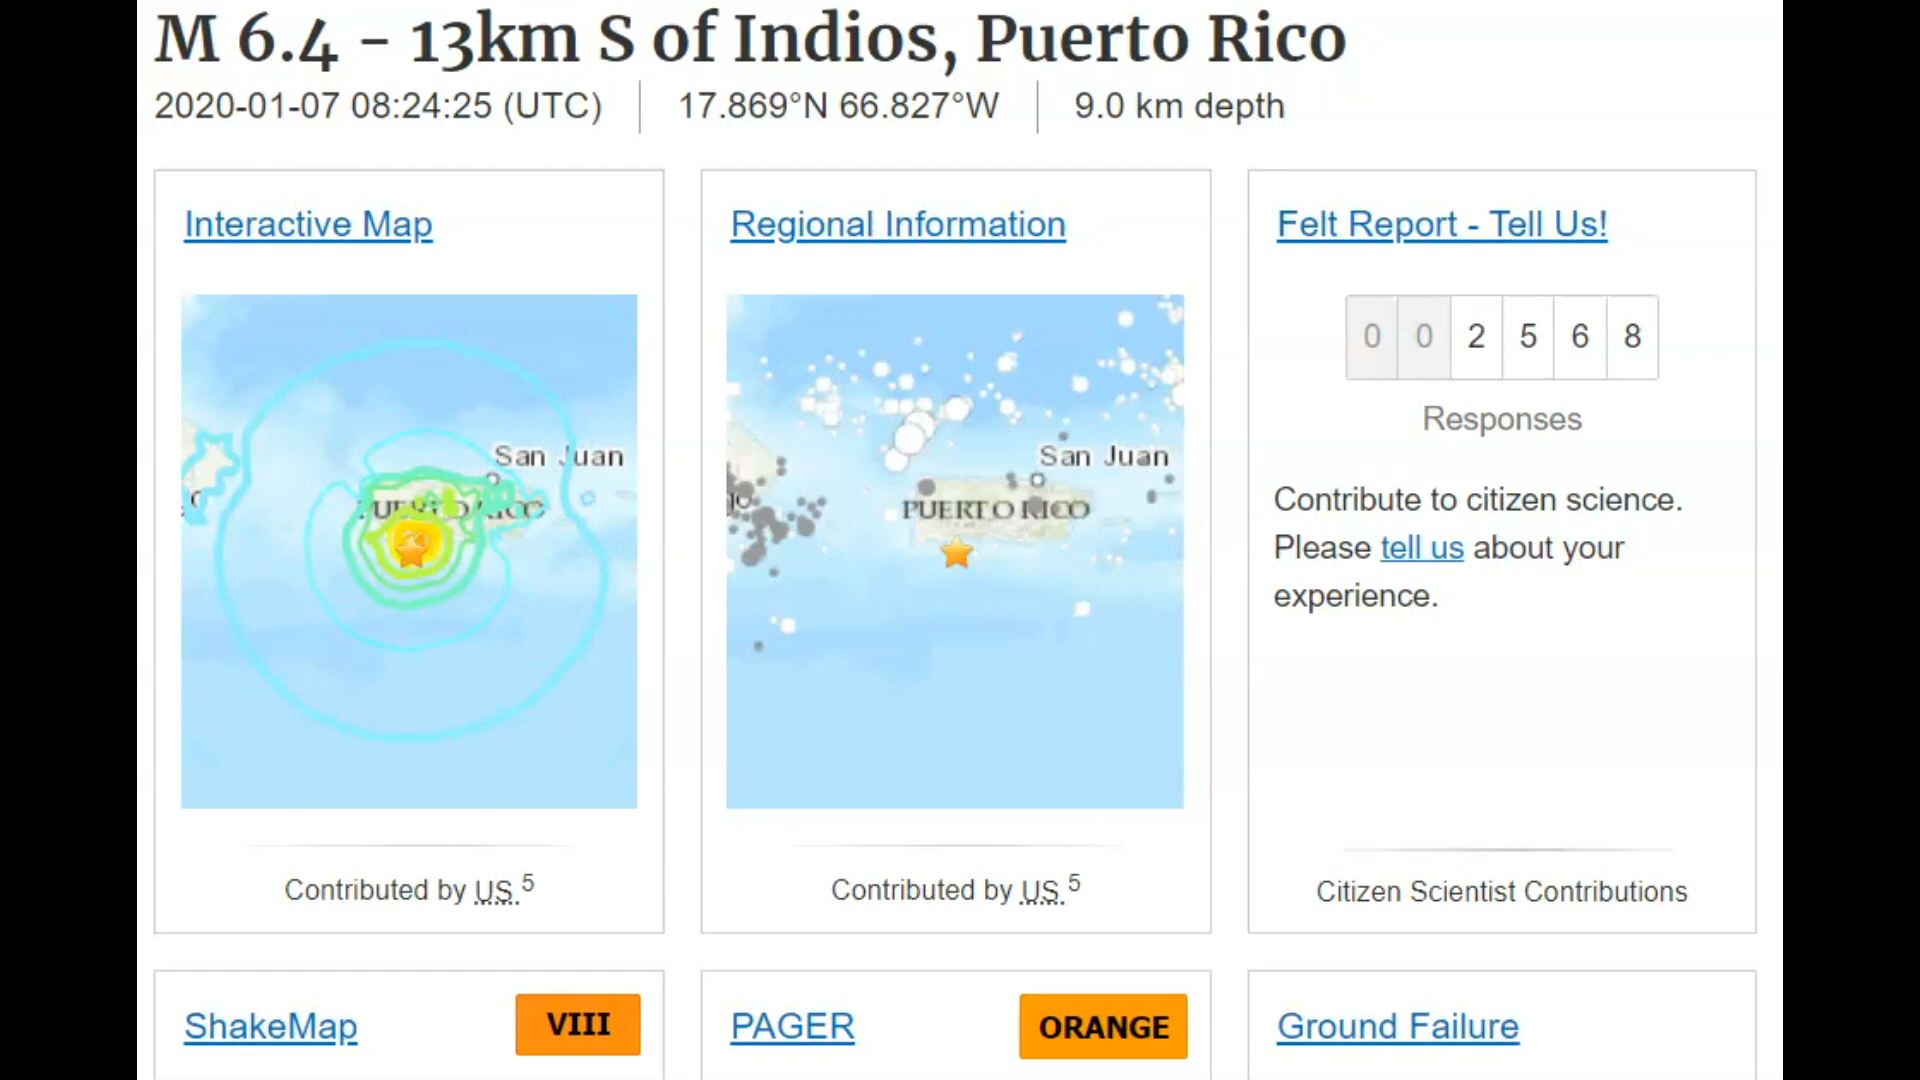 M 6.4 - 13km S of Indios, Puerto Rico
2020-01-07 08:24:25 (UTC)
17.869°N 66.827°W
9.0 km depth
Interactive Map
San Juan
PUERTO RICO
Contributed by US 5
Regional Information
San Juan
PUERTO RICO
Contributed by US 5
Felt Report - Tell Us!
0 0 2 5 6 8
Responses
Contribute to citizen science.
Please tell us about your
experience.
Citizen Scientist Contributions
ShakeMap
VIII
PAGER
ORANGE
Ground Failure